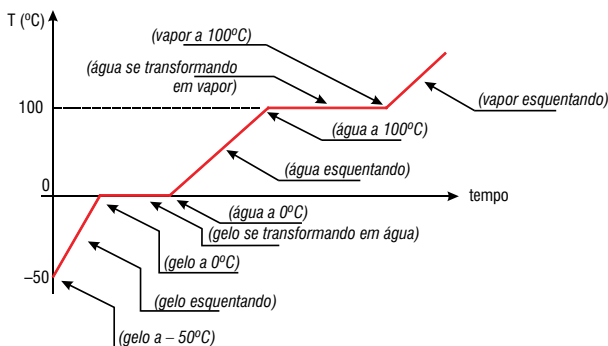 T (ºC)
(vapor a 100ºC)
(água se transformando
em vapor)
(vapor esquentando)
100
(água a 100ºC)
(água esquentando)
0
tempo
(água a 0ºC)
(gelo se transformando em água)
(gelo a 0ºC)
–50
(gelo esquentando)
(gelo a – 50ºC)